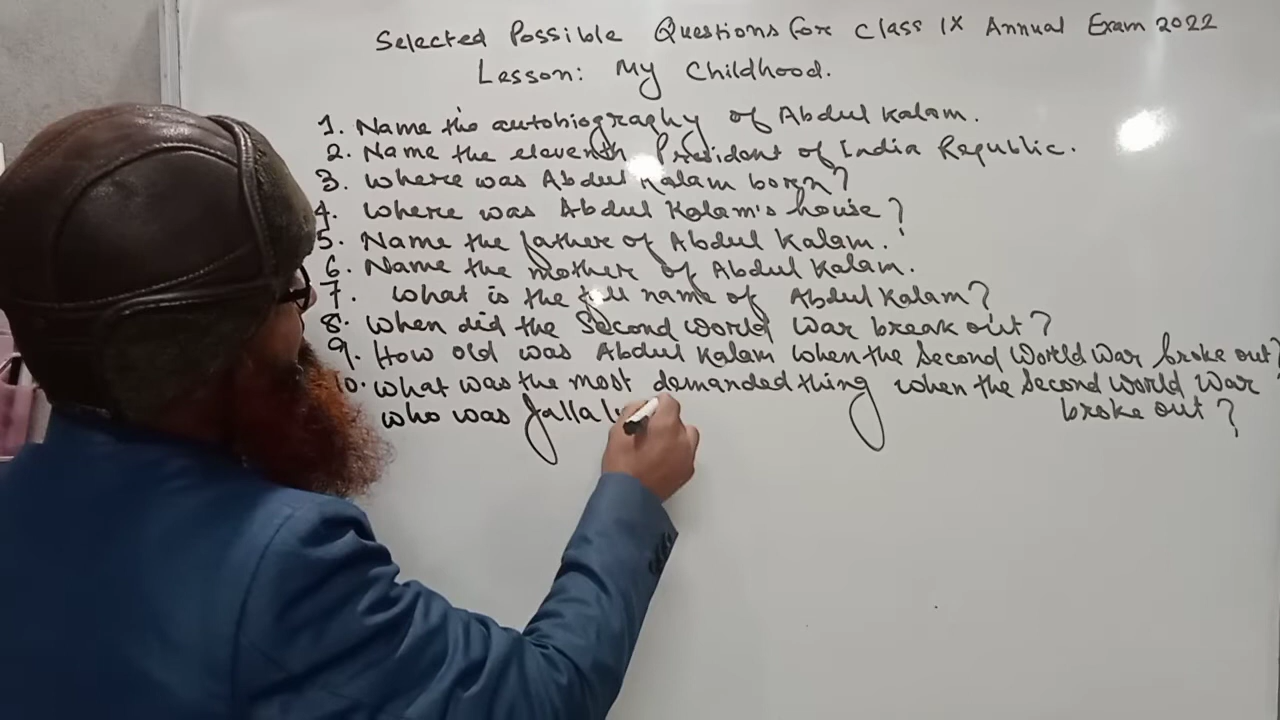 Selected Possible Questions for Class IX Annual Exam 2022
Lesson: My Childhood.
1. Name the autobiography of Abdul Kalam.
2. Name the eleventh President of India Republic.
3. Where was Abdul Kalam born?
4. Where was Abdul Kalam's house?
5. Name the father of Abdul Kalam.
6. Name the mother of Abdul Kalam.
7. What is the full name of Abdul Kalam?
8. When did the Second World War break out?
9. How old was Abdul Kalam when the Second World War broke out?
10. What was the most demanded thing when the Second World War
broke out?
Who was Jallalu